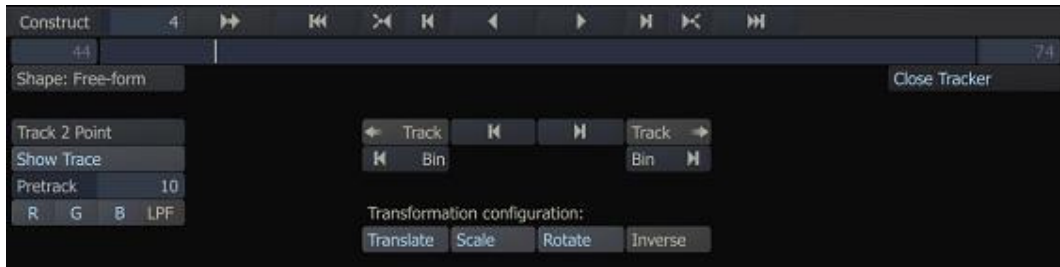 Construct 4
44 74
Shape: Free-form Close Tracker
Track 2 Point Track Track
Show Trace Bin Bin
Pretrack 10
R G B LPF
Transformation configuration:
Translate Scale Rotate Inverse